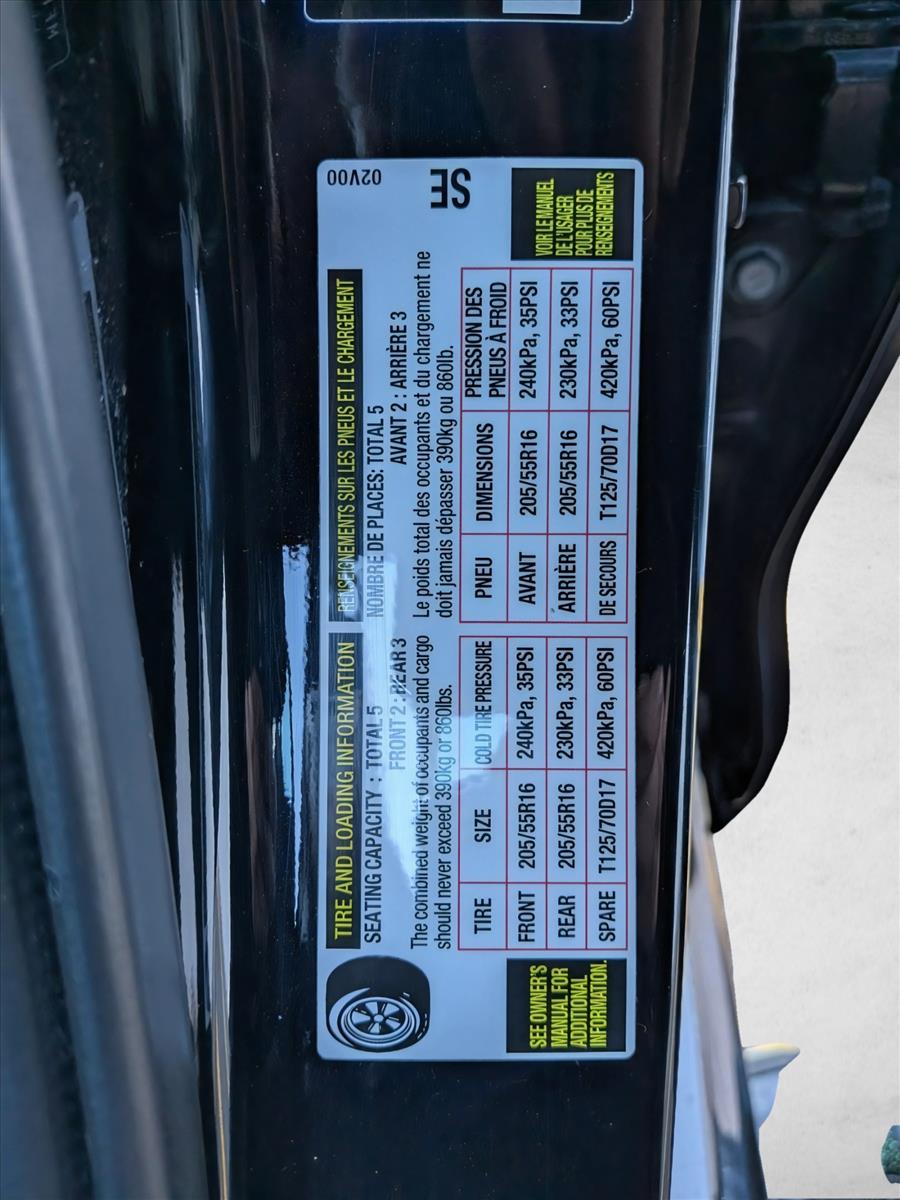 TIRE AND LOADING INFORMATION
SEATING CAPACITY : TOTAL 5
FRONT 2 : REAR 3
The combined weight of occupants and cargo
should never exceed 390kg or 860lbs.
TIRE SIZE COLD TIRE PRESSURE
FRONT 205/55R16 240kPa, 35PSI
REAR 205/55R16 230kPa, 33PSI
SPARE T125/70D17 420kPa, 60PSI
SEE OWNER'S
MANUAL FOR
ADDITIONAL
INFORMATION.
RENSEIGNEMENTS SUR LES PNEUS ET LE CHARGEMENT
NOMBRE DE PLACES: TOTAL 5
AVANT 2 : ARRIÈRE 3
Le poids total des occupants et du chargement ne
doit jamais dépasser 390kg ou 860lb.
PNEU DIMENSIONS PRESSION DES
PNEUS À FROID
AVANT 205/55R16 240kPa, 35PSI
ARRIÈRE 205/55R16 230kPa, 33PSI
DE SECOURS T125/70D17 420kPa, 60PSI
VOIR LE MANUEL
DE L'USAGER
POUR PLUS DE
RENSEIGNEMENTS
02V00
SE